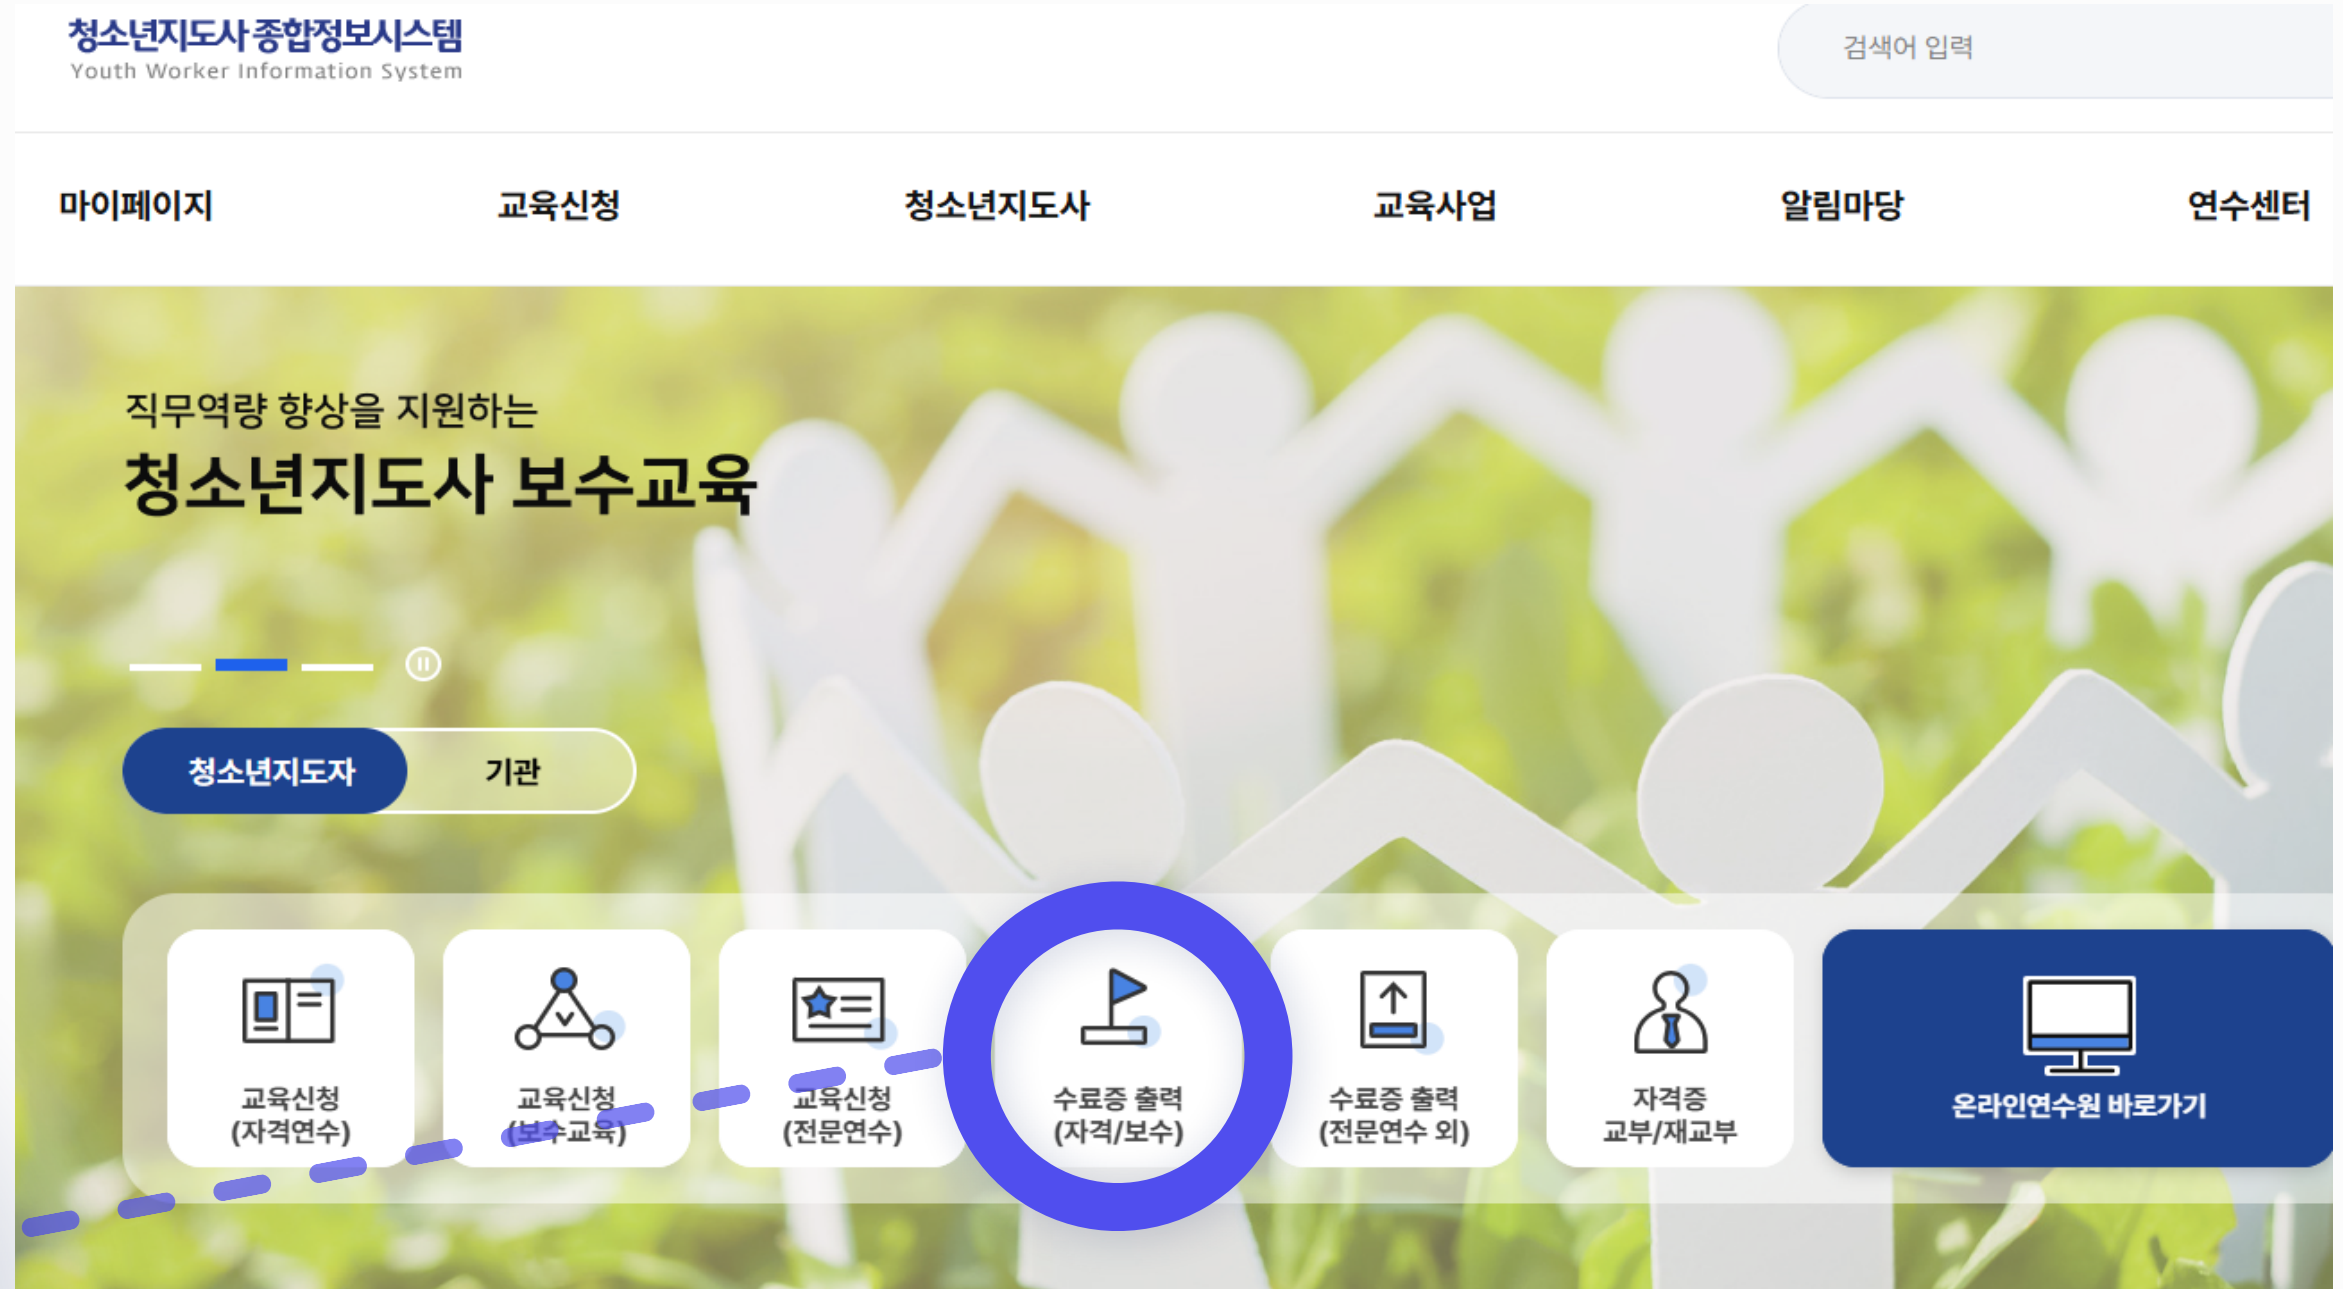 청소년지도사 종합정보시스템
Youth Worker Information System
검색어 입력
마이페이지
교육신청
청소년지도사
교육사업
알림마당
연수센터
직무역량 향상을 지원하는
청소년지도사 보수교육
청소년지도자
기관
교육신청
(자격연수)
교육신청
(보수교육)
교육신청
(전문연수)
수료증 출력
(자격/보수)
수료증 출력
(전문연수 외)
자격증
교부/재교부
온라인연수원 바로가기